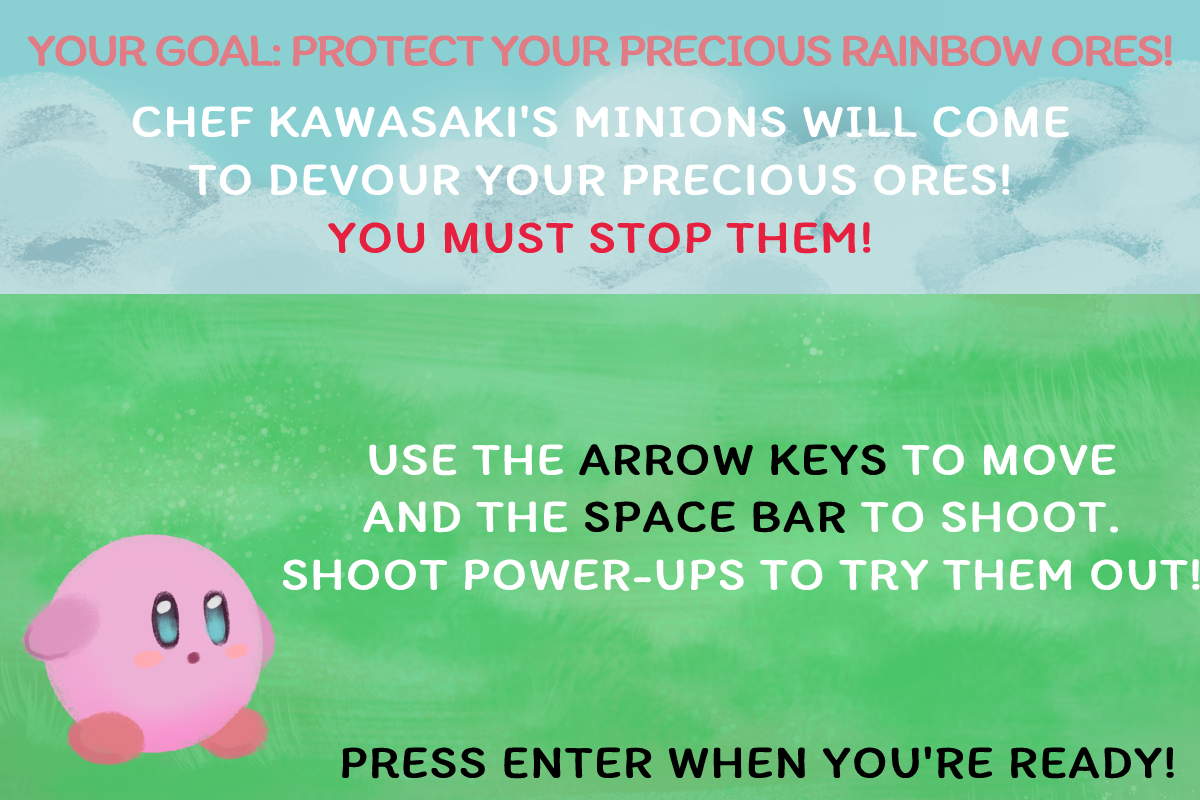 YOUR GOAL: PROTECT YOUR PRECIOUS RAINBOW ORES!
CHEF KAWASAKI'S MINIONS WILL COME
TO DEVOUR YOUR PRECIOUS ORES!
YOU MUST STOP THEM!
USE THE ARROW KEYS TO MOVE
AND THE SPACE BAR TO SHOOT.
SHOOT POWER-UPS TO TRY THEM OUT!
PRESS ENTER WHEN YOU'RE READY!